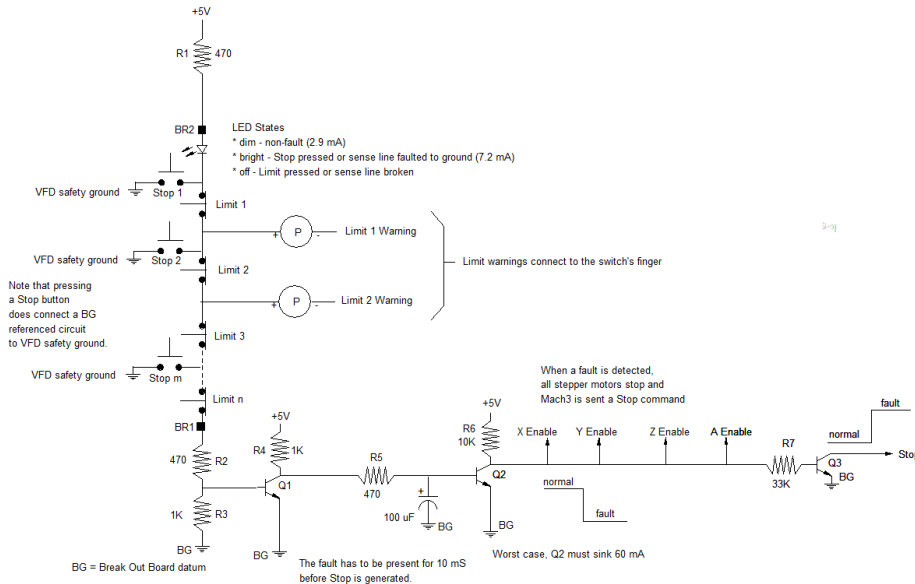 +5V
R1
470
BR2
LED States
* dim - non-fault (2.9 mA)
* bright - Stop pressed or sense line faulted to ground (7.2 mA)
* off - Limit pressed or sense line broken
VFD safety ground
Stop 1
Limit 1
+
P
-
Limit 1 Warning
VFD safety ground
Stop 2
Limit 2
Limit warnings connect to the switch's finger
Note that pressing
a Stop button
does connect a BG
referenced circuit
to VFD safety ground.
+
P
-
Limit 2 Warning
Limit 3
VFD safety ground
Stop m
Limit n
When a fault is detected,
all stepper motors stop and
Mach3 is sent a Stop command
BR1
+5V
R4
1K
+5V
R6
10K
X Enable
Y Enable
Z Enable
A Enable
fault
normal
470
R2
R5
470
Q1
Q2
R7
33K
Q3
Stop
BG
1K
R3
+
100 uF
BG
normal
fault
BG
BG
BG
BG = Break Out Board datum
The fault has to be present for 10 mS
before Stop is generated.
Worst case, Q2 must sink 60 mA